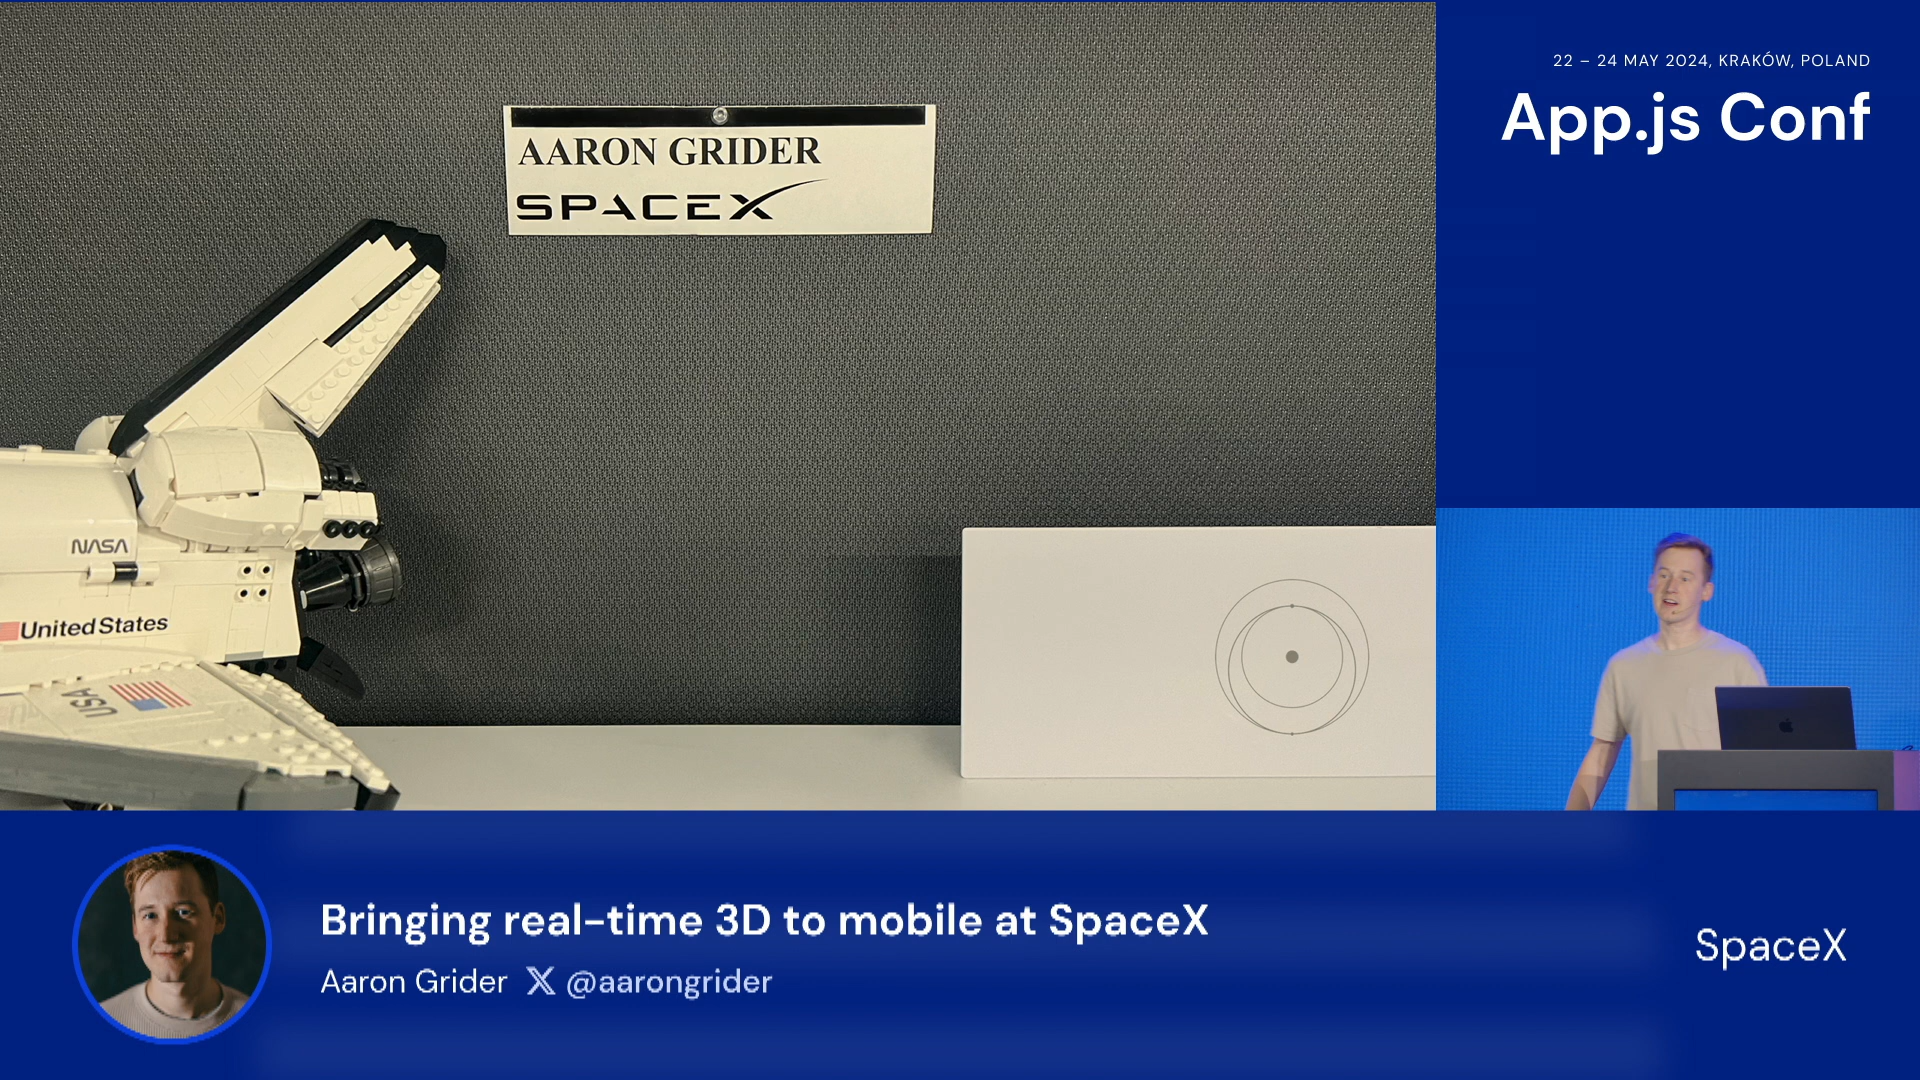 22 – 24 MAY 2024, KRAKÓW, POLAND
App.js Conf
AARON GRIDER
SPACEX
NASA
United States
USA
Bringing real-time 3D to mobile at SpaceX
Aaron Grider X @aarongrider
SpaceX